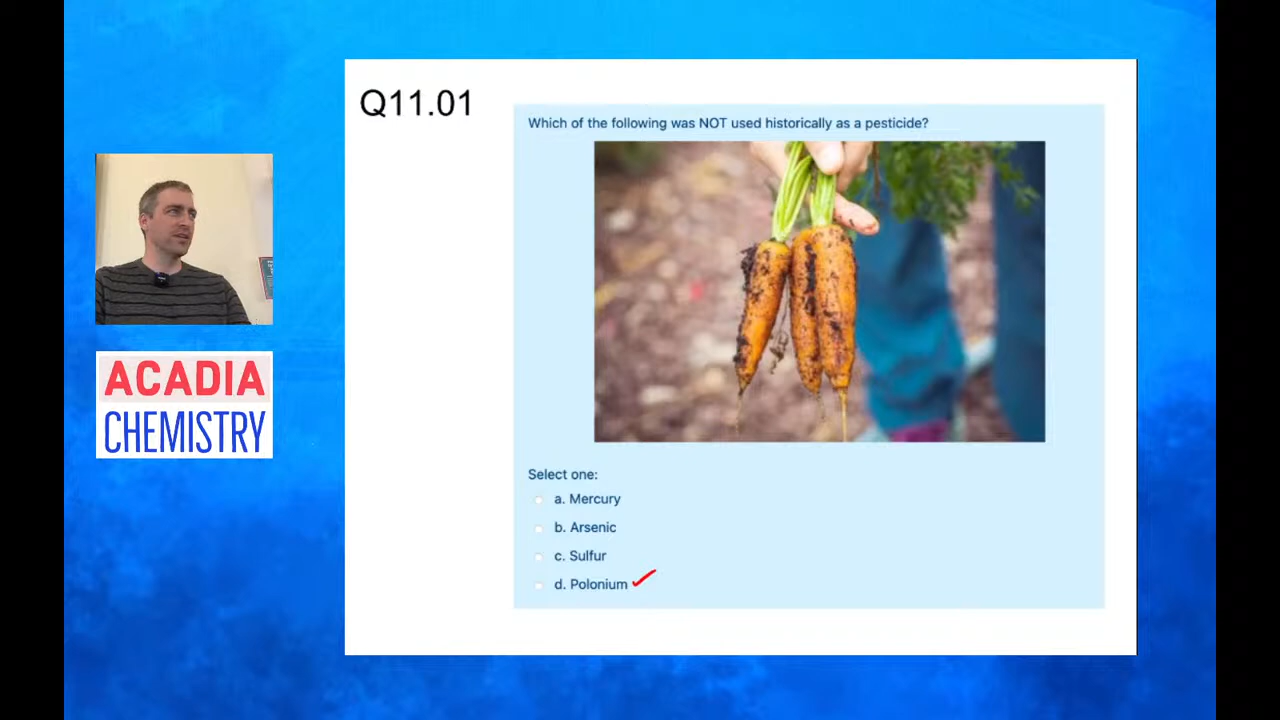 Q11.01
Which of the following was NOT used historically as a pesticide?
ACADIA
CHEMISTRY
Select one:
a. Mercury
b. Arsenic
c. Sulfur
d. Polonium